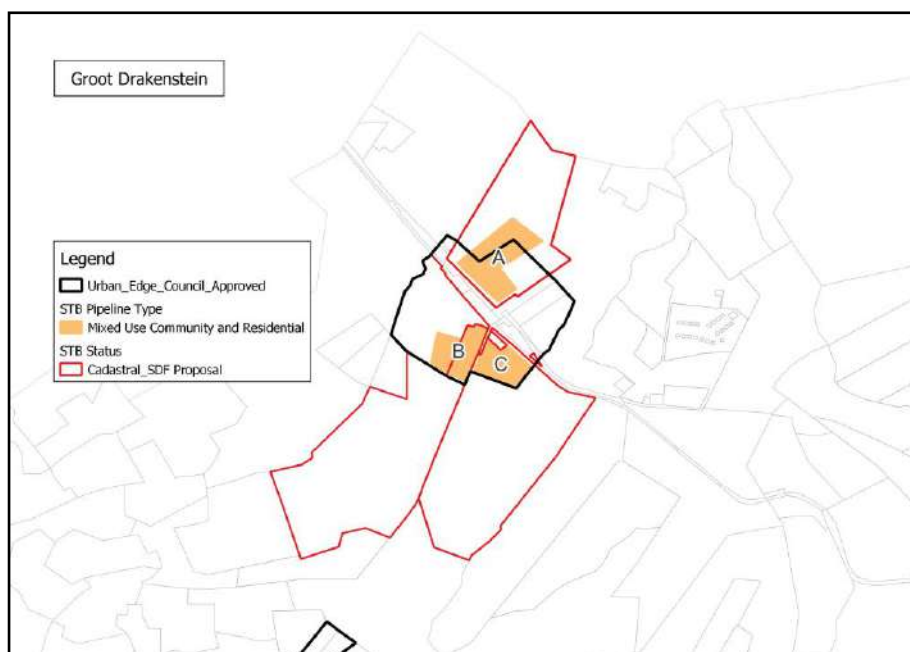 Groot Drakenstein
Legend
Urban_Edge_Council_Approved
STB Pipeline Type
Mixed Use Community and Residential
STB Status
Cadastral_SDF Proposal
A
B
C